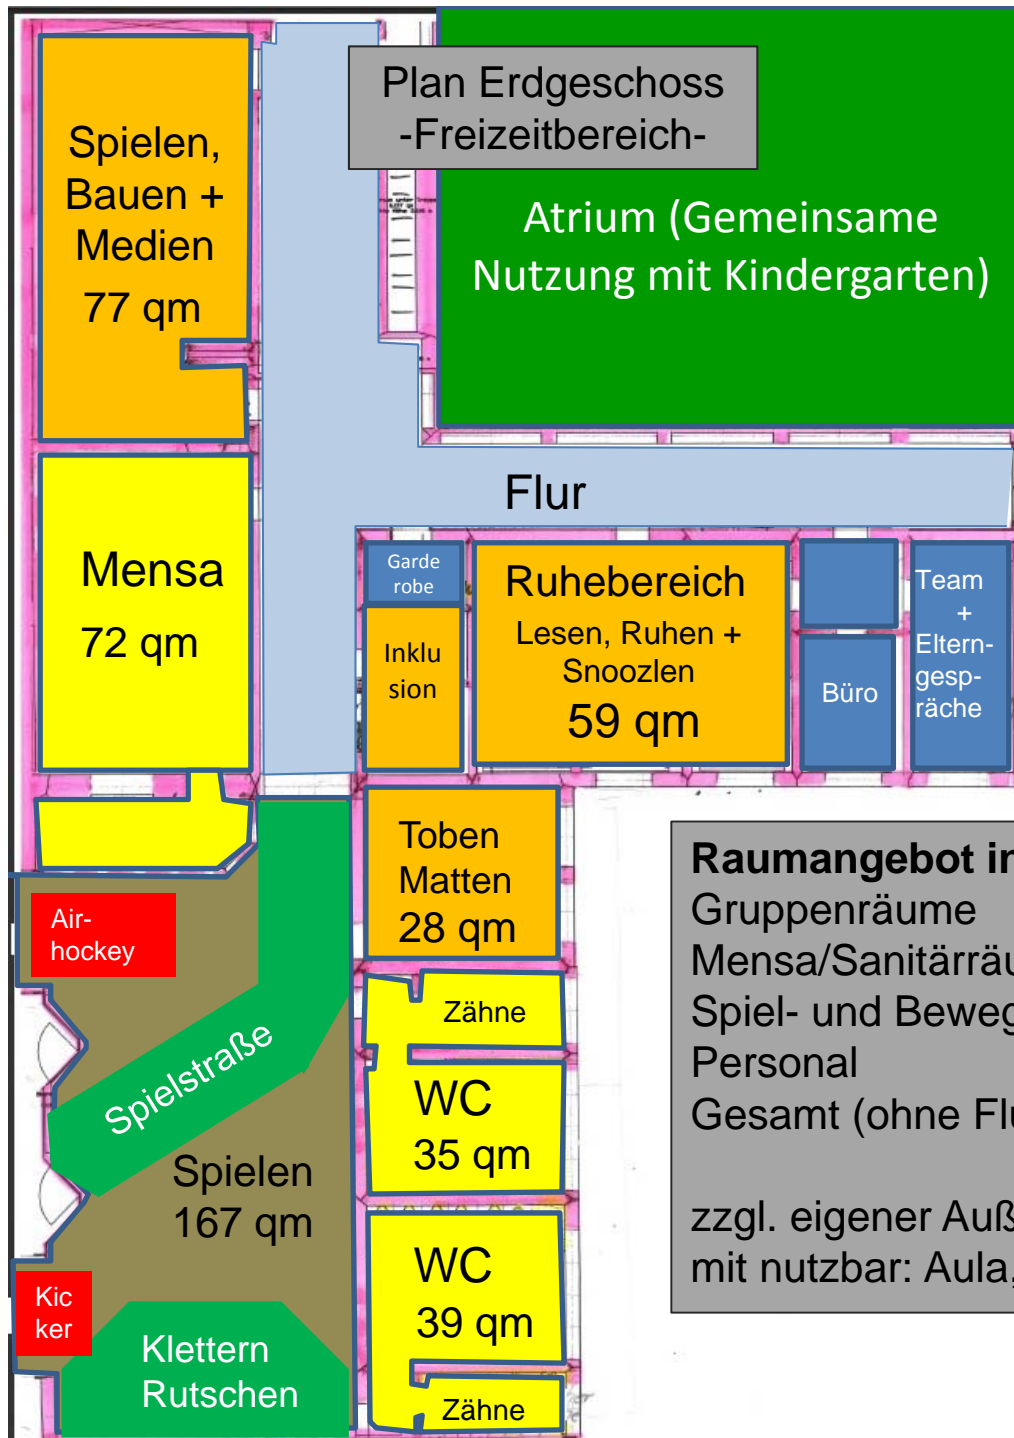 Plan Erdgeschoss
-Freizeitbereich-
Spielen,
Bauen +
Medien
77 qm
Atrium (Gemeinsame
Nutzung mit Kindergarten)
Flur
Mensa
72 qm
Garde
robe
Inklu
sion
Ruhebereich
Lesen, Ruhen +
Snoozlen
59 qm
Büro
Team
+
Eltern-
gesp-
räche
Toben
Matten
28 qm
Air-
hockey
Spielstraße
Zähne
WC
35 qm
Spielen
167 qm
WC
39 qm
Kic
ker
Klettern
Rutschen
Zähne
Raumangebot in
Gruppenräume
Mensa/Sanitärräu
Spiel- und Beweg
Personal
Gesamt (ohne Flu
zzgl. eigener Auß
mit nutzbar: Aula,